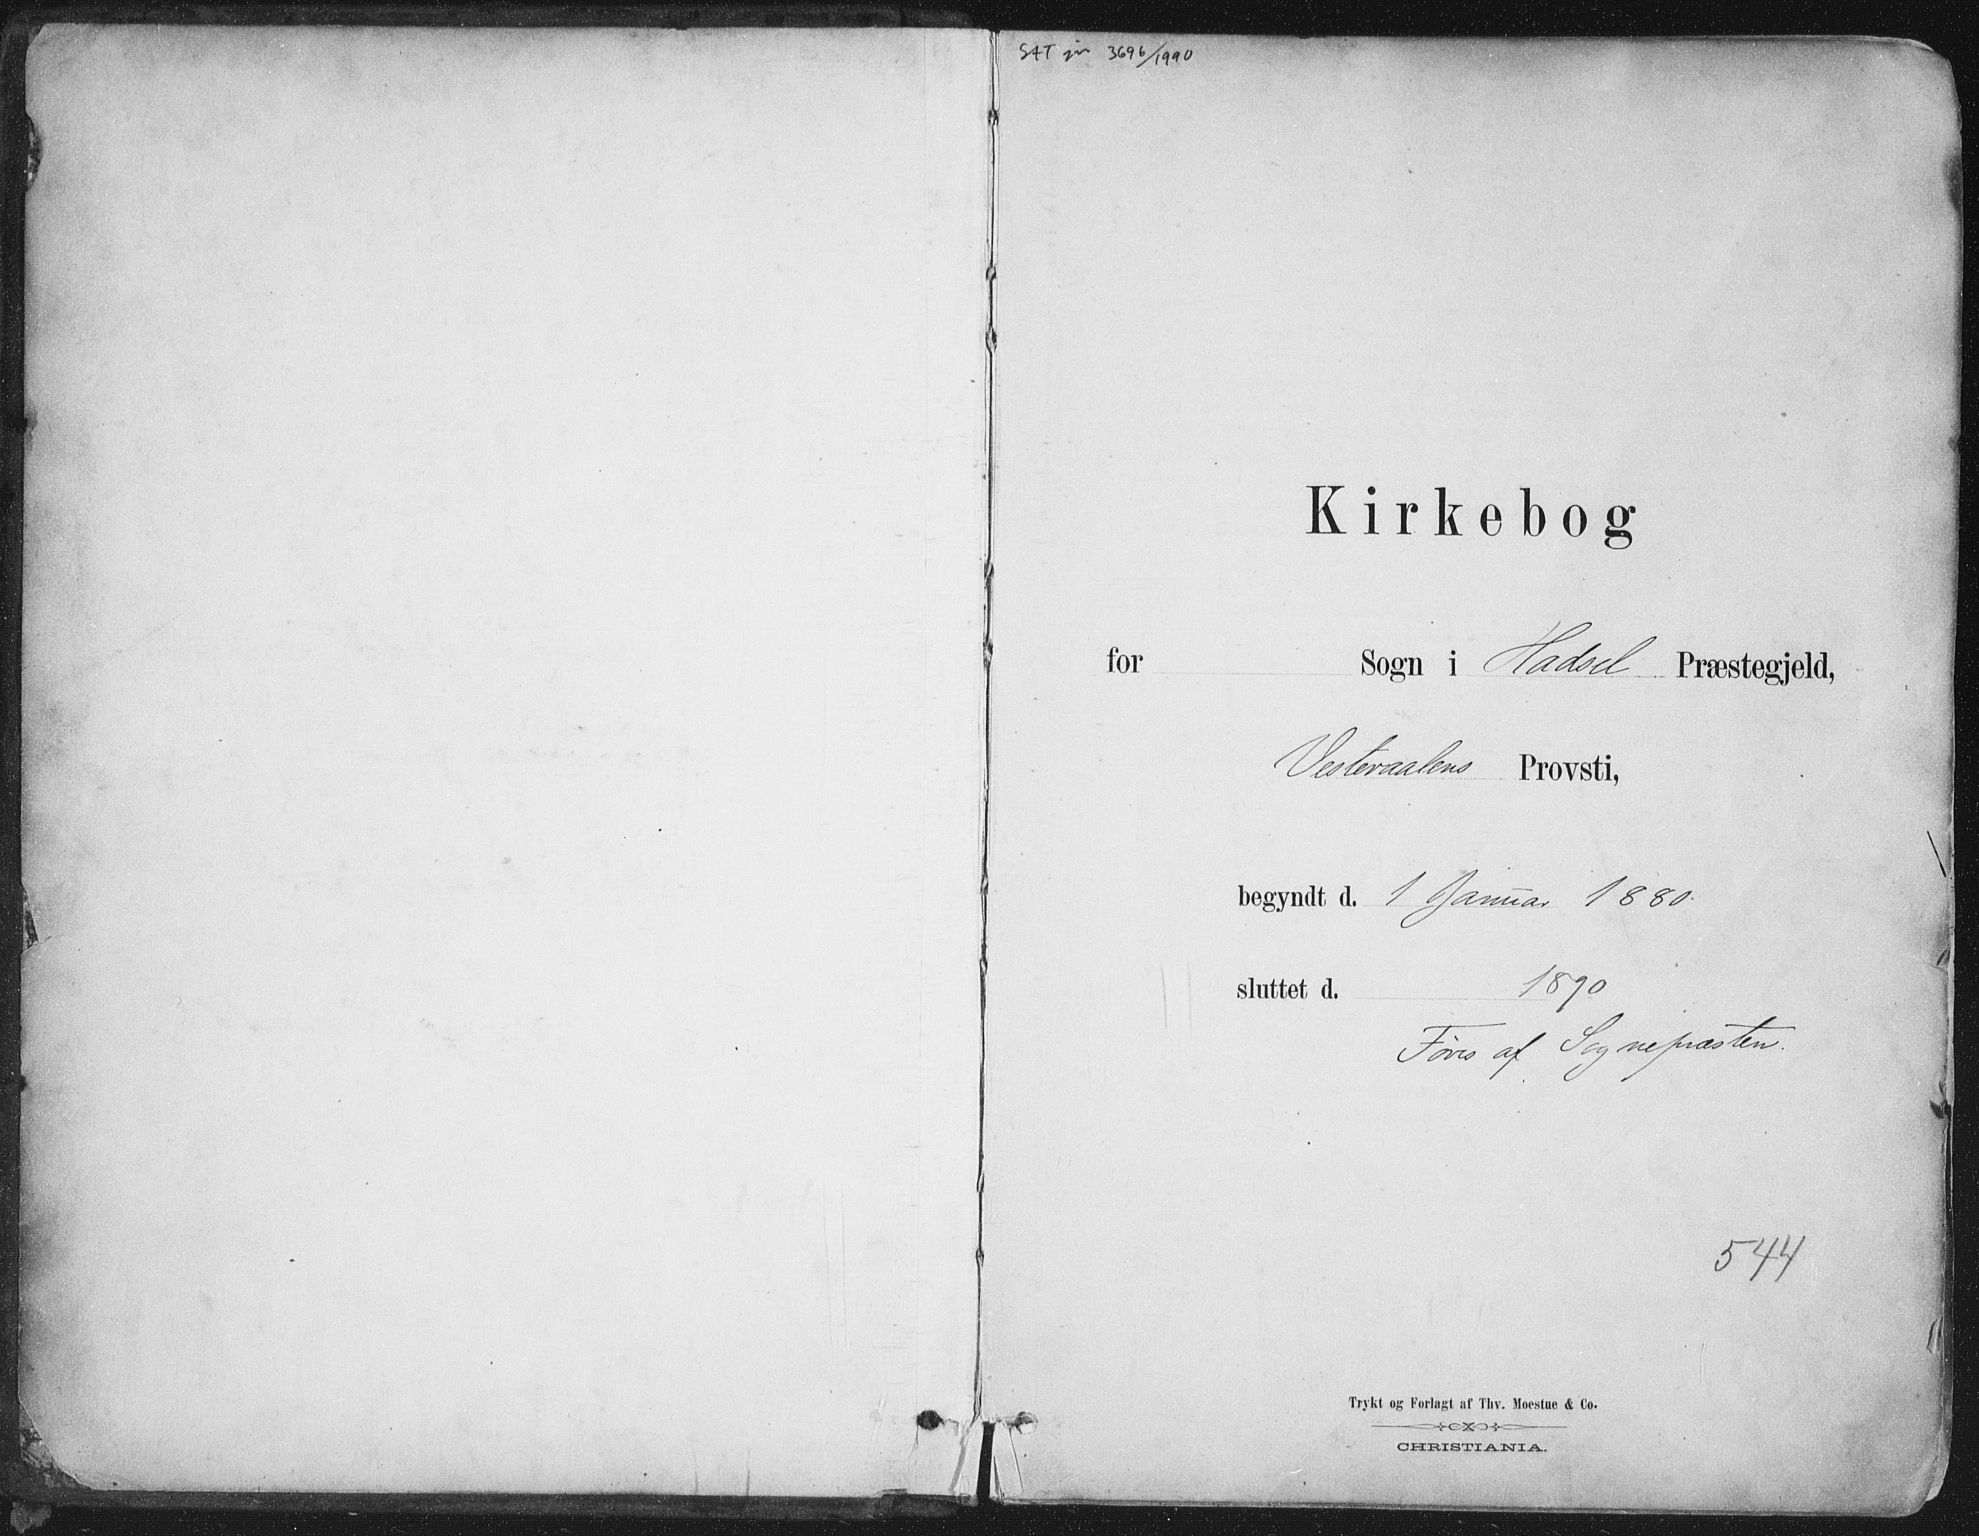 SAT jnr 3696/1990
Kirkebog
for Sogn i Hadsel Præstegjeld,
Vesteraalens Provsti,
begyndt d. 1 Januar 1880.
sluttet d. 1890
Føres af Sognepræsten.
544
Trykt og Forlagt af Thv. Moestue & Co.
CHRISTIANIA.